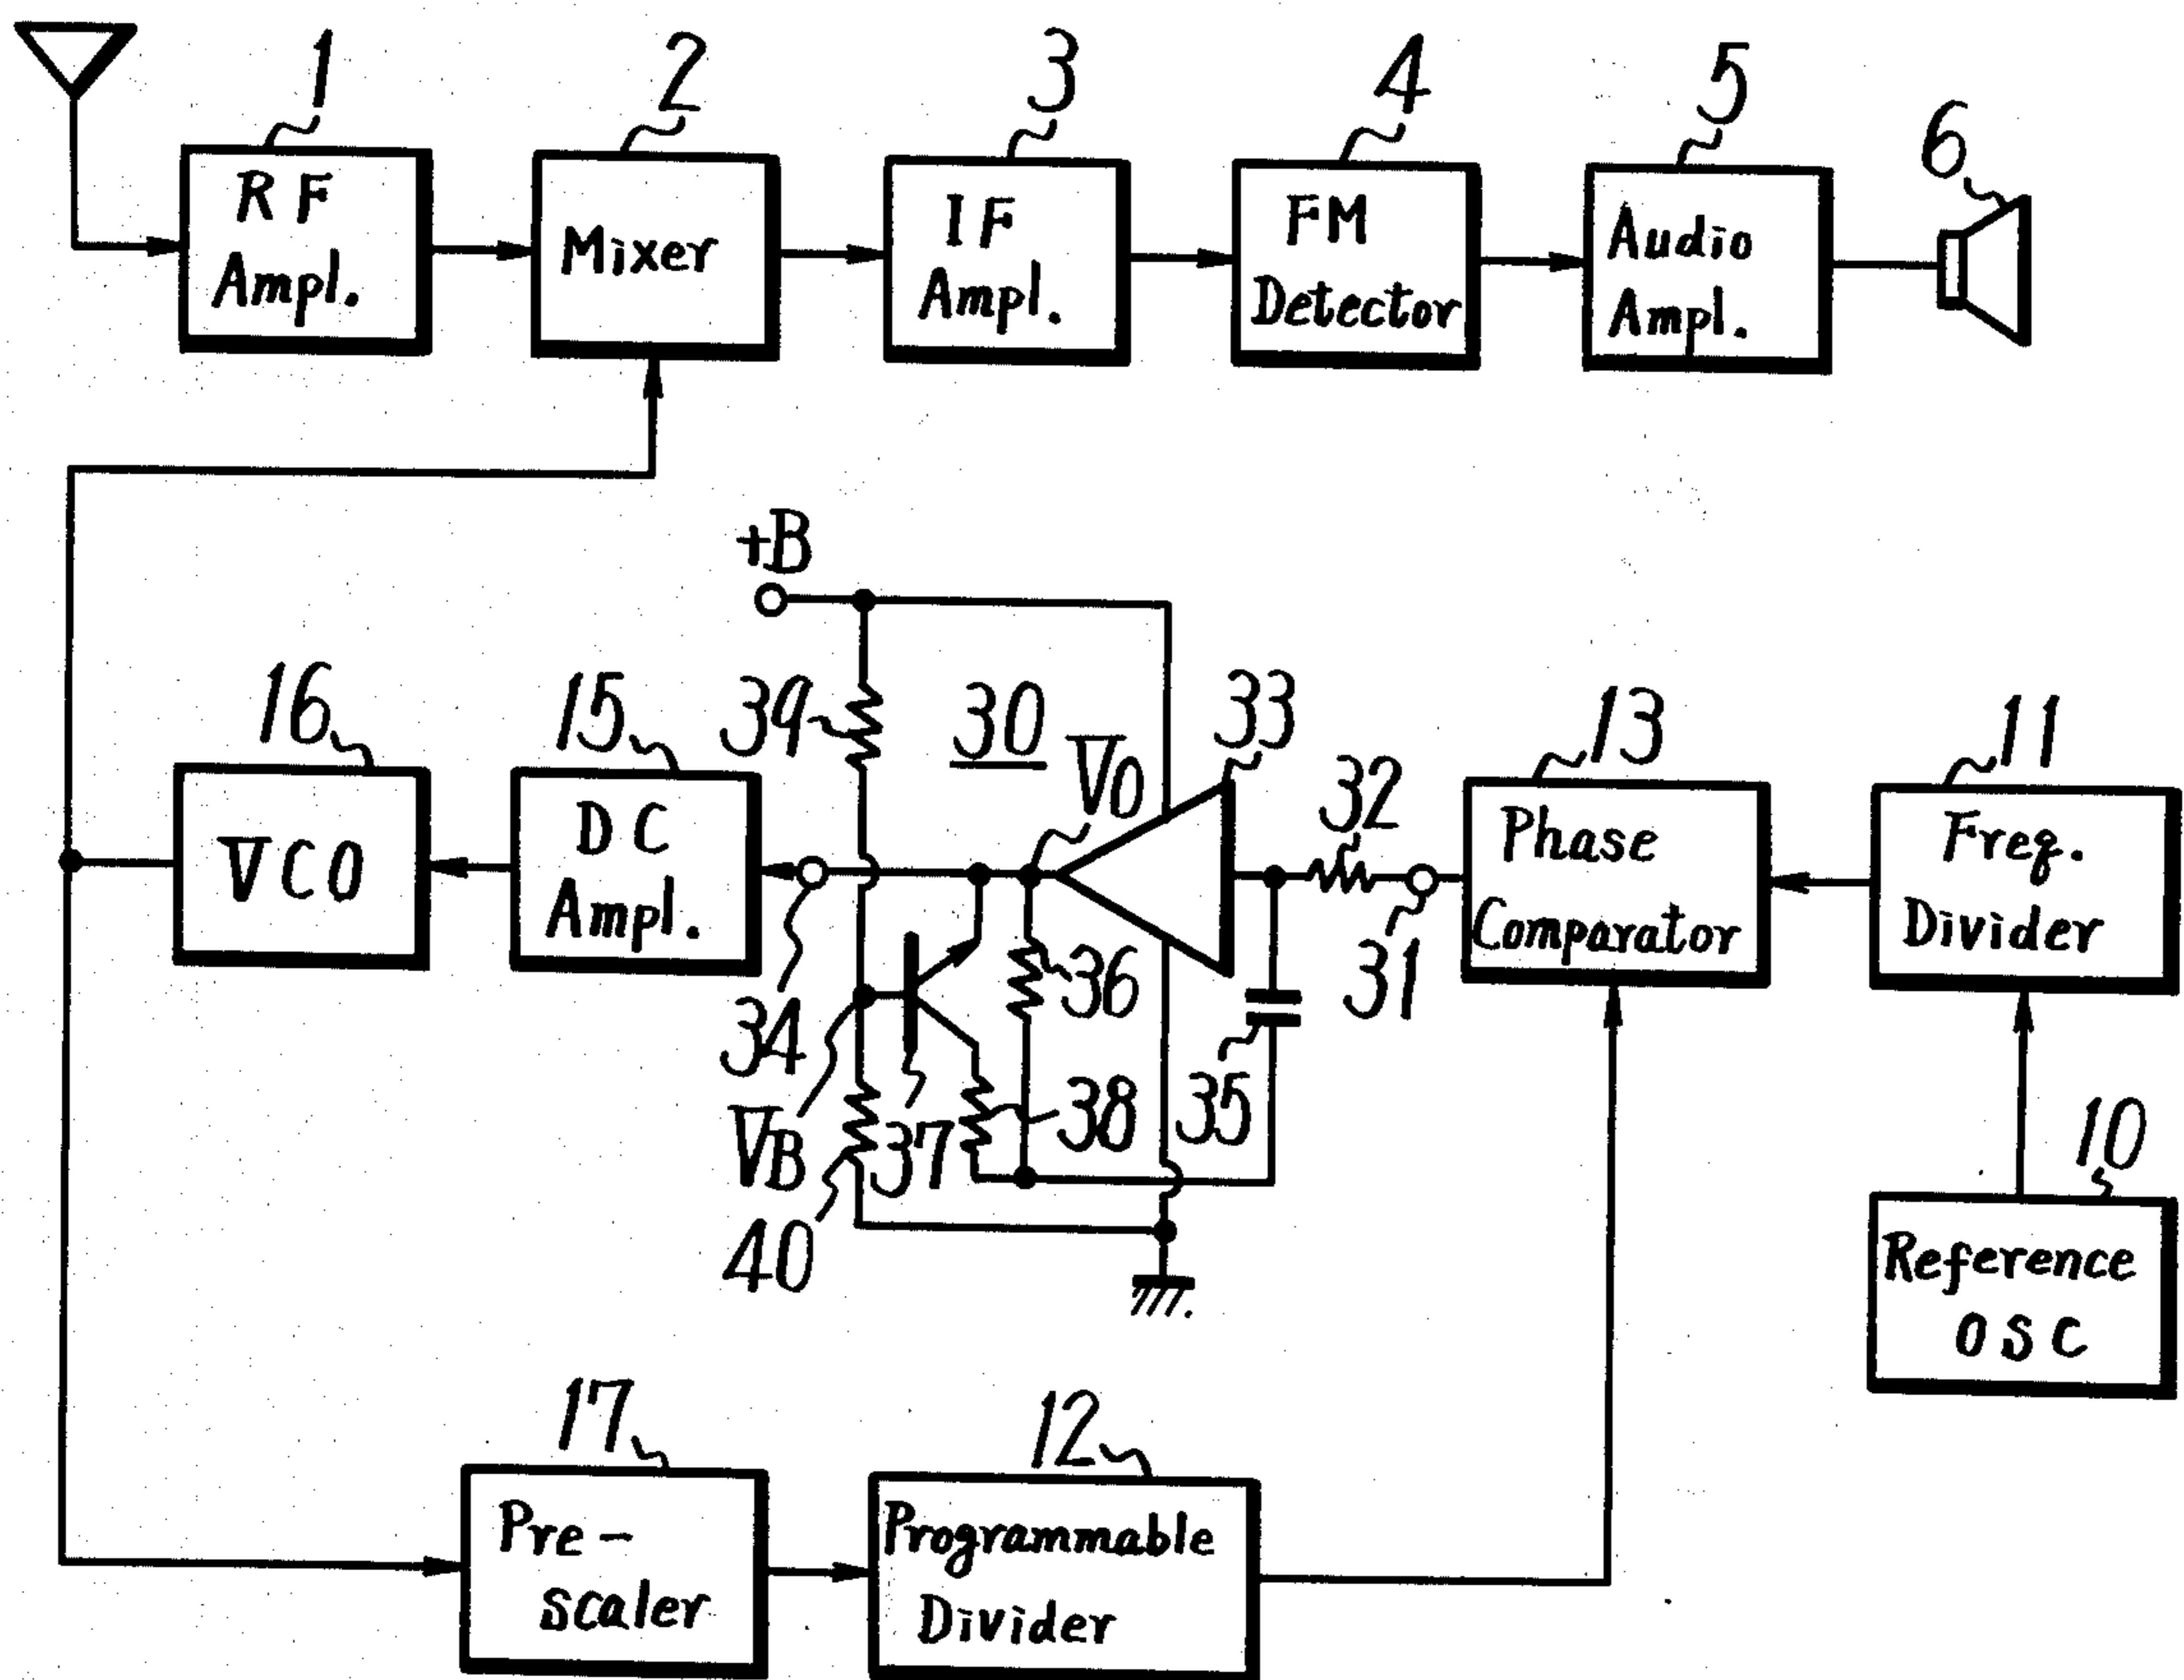 1
2
3
4
5
6
RF
Ampl.
Mixer
IF
Ampl.
FM
Detector
Audio
Ampl.
+B
16
15
39
30
VO
33
32
13
11
VCO
DC
Ampl.
Phase
Comparator
Freq.
Divider
34
36
31
VB
37
38
35
40
10
Reference
OSC
17
12
Pre-
scaler
Programmable
Divider